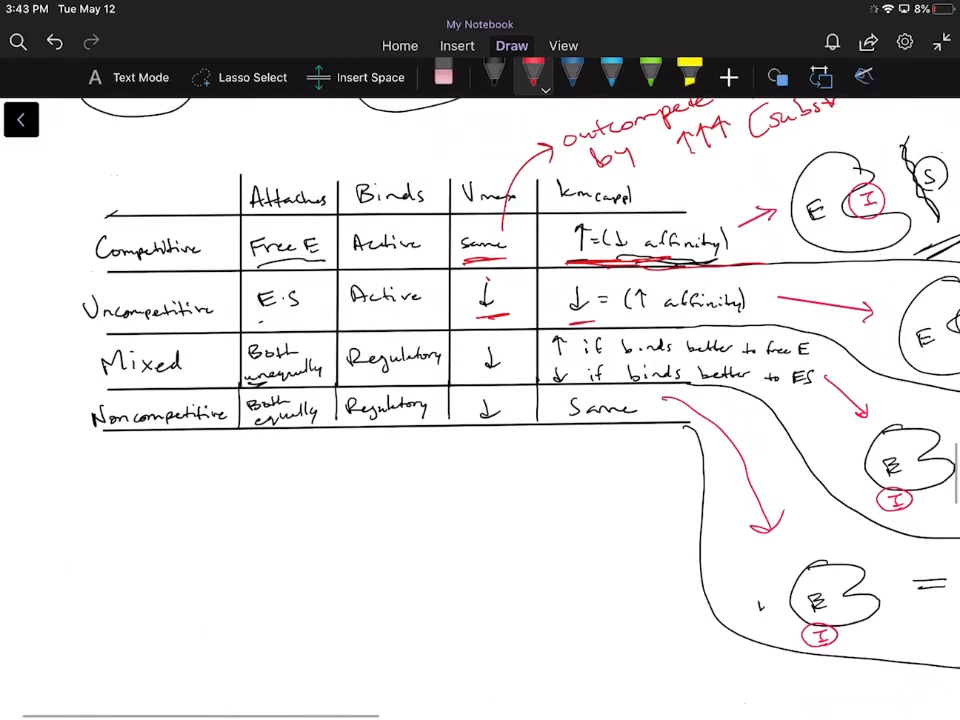 3:43 PM Tue May 12
8%
My Notebook
Home Insert Draw View
Text Mode Lasso Select Insert Space
outcompete
by ↑↑↑ [subst
Attaches Binds Vmax km(app)
Competitive Free E Active same ↑=(↓ affinity)
Uncompetitive E·S Active ↓ ↓ = (↑ affinity)
Mixed Both unequally Regulatory ↓ ↑ if binds better to free E
↓ if binds better to ES
Noncompetitive Both equally Regulatory ↓ Same
E I S
E
E
I
E =
I